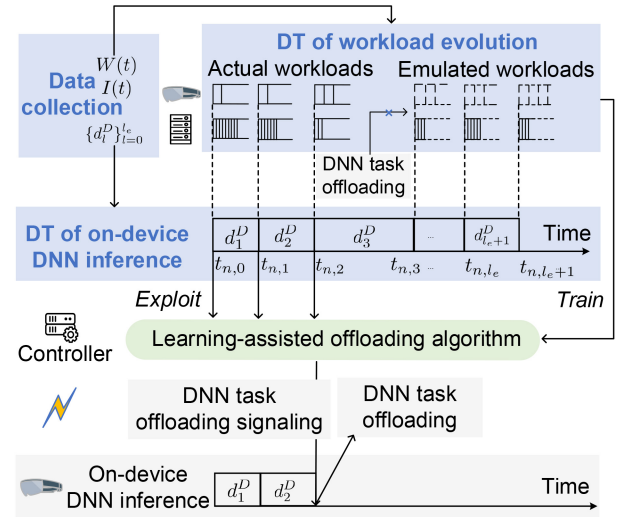 DT of workload evolution
W(t)
I(t)
Data
collection
{d_l^D}_{l=0}^{l_e}
Actual workloads
Emulated workloads
DNN task
offloading
DT of on-device
DNN inference
d_1^D d_2^D d_3^D ... d_{l_e+1}^D Time
t_{n,0} t_{n,1} t_{n,2} t_{n,3} ... t_{n,l_e} t_{n,l_e+1}
Exploit
Train
Learning-assisted offloading algorithm
Controller
DNN task
offloading signaling
DNN task
offloading
On-device
DNN inference
d_1^D d_2^D
Time